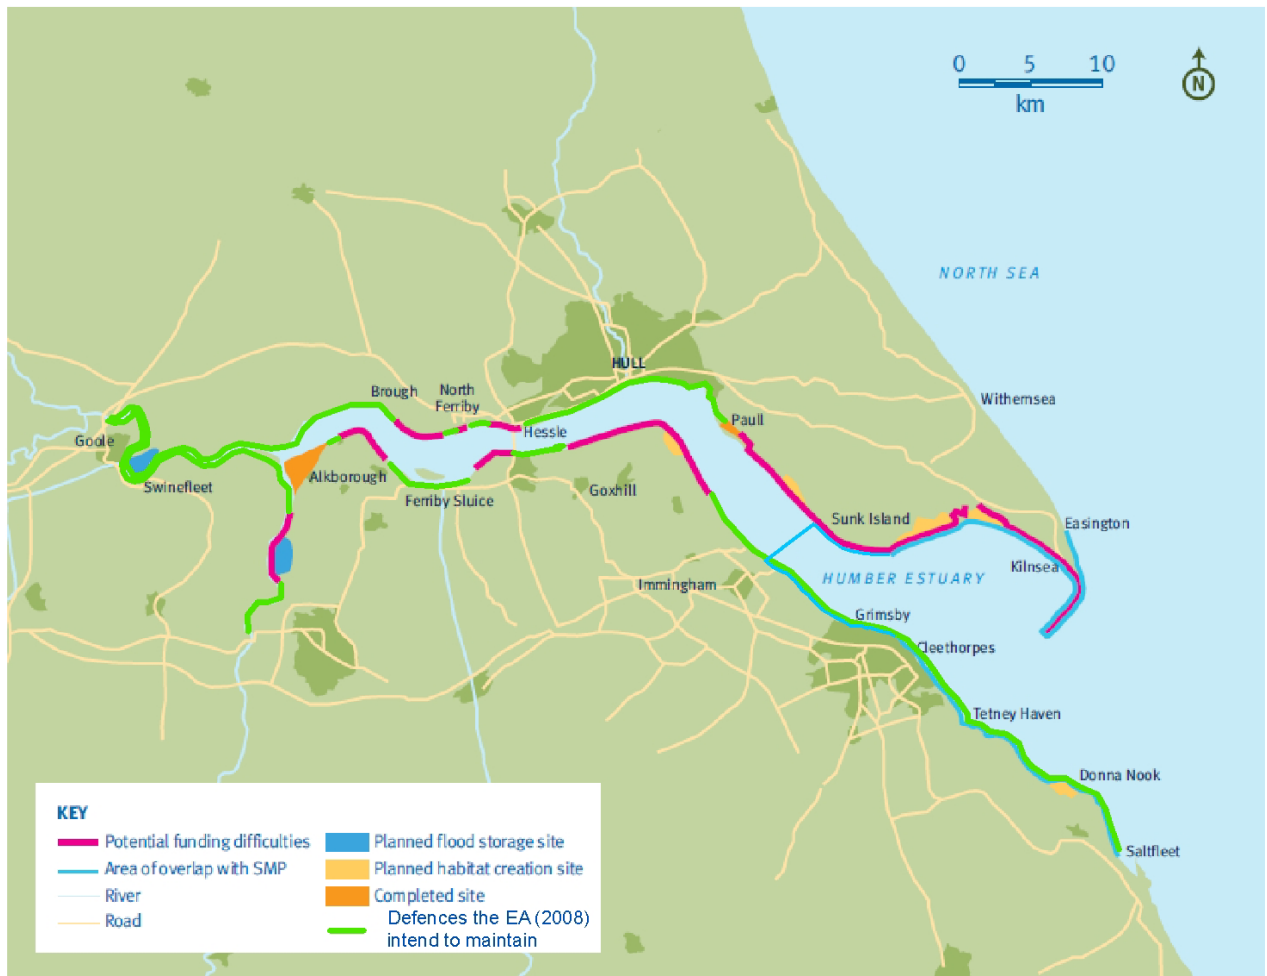 0 5 10
km
N
NORTH SEA
HULL
Brough
North
Ferriby
Withernsea
Paull
Hessle
Goole
Alkborough
Swinefleet
Goxhill
Ferriby Sluice
Sunk Island
Easington
Kilnsea
HUMBER ESTUARY
Immingham
Grimsby
Cleethorpes
Tetney Haven
Donna Nook
Saltfleet
KEY
Potential funding difficulties
Area of overlap with SMP
River
Road
Planned flood storage site
Planned habitat creation site
Completed site
Defences the EA (2008)
intend to maintain